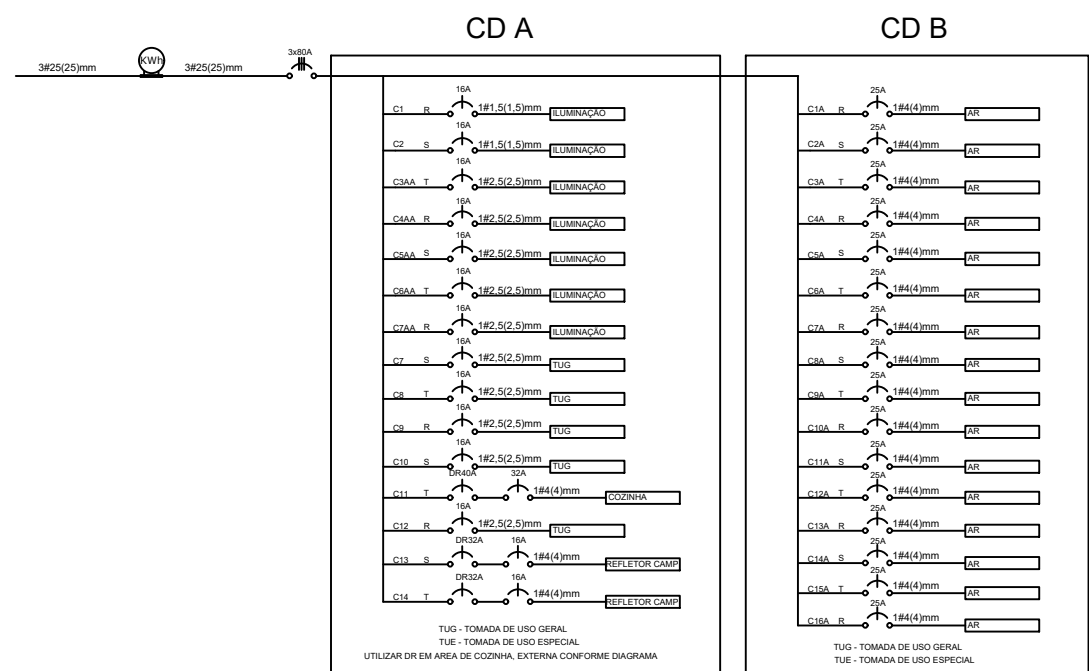 CD A
CD B
3#25(25)mm
KWh
3#25(25)mm
3x80A
16A
C1 R 1#1,5(1,5)mm ILUMINAÇÃO
16A
C2 S 1#1,5(1,5)mm ILUMINAÇÃO
16A
C3AA T 1#2,5(2,5)mm ILUMINAÇÃO
16A
C4AA R 1#2,5(2,5)mm ILUMINAÇÃO
16A
C5AA S 1#2,5(2,5)mm ILUMINAÇÃO
16A
C6AA T 1#2,5(2,5)mm ILUMINAÇÃO
16A
C7AA R 1#2,5(2,5)mm ILUMINAÇÃO
16A
C7 S 1#2,5(2,5)mm TUG
16A
C8 T 1#2,5(2,5)mm TUG
16A
C9 R 1#2,5(2,5)mm TUG
16A
C10 S 1#2,5(2,5)mm TUG
DR40A 32A
C11 T 1#4(4)mm COZINHA
16A
C12 R 1#2,5(2,5)mm TUG
DR32A 16A
C13 S 1#4(4)mm REFLETOR CAMP
DR32A 16A
C14 T 1#4(4)mm REFLETOR CAMP
TUG - TOMADA DE USO GERAL
TUE - TOMADA DE USO ESPECIAL
UTILIZAR DR EM AREA DE COZINHA, EXTERNA CONFORME DIAGRAMA
25A
C1A R 1#4(4)mm AR
25A
C2A S 1#4(4)mm AR
25A
C3A T 1#4(4)mm AR
25A
C4A R 1#4(4)mm AR
25A
C5A S 1#4(4)mm AR
25A
C6A T 1#4(4)mm AR
25A
C7A R 1#4(4)mm AR
25A
C8A S 1#4(4)mm AR
25A
C9A T 1#4(4)mm AR
25A
C10A R 1#4(4)mm AR
25A
C11A S 1#4(4)mm AR
25A
C12A T 1#4(4)mm AR
25A
C13A R 1#4(4)mm AR
25A
C14A S 1#4(4)mm AR
25A
C15A T 1#4(4)mm AR
25A
C16A R 1#4(4)mm AR
TUG - TOMADA DE USO GERAL
TUE - TOMADA DE USO ESPECIAL